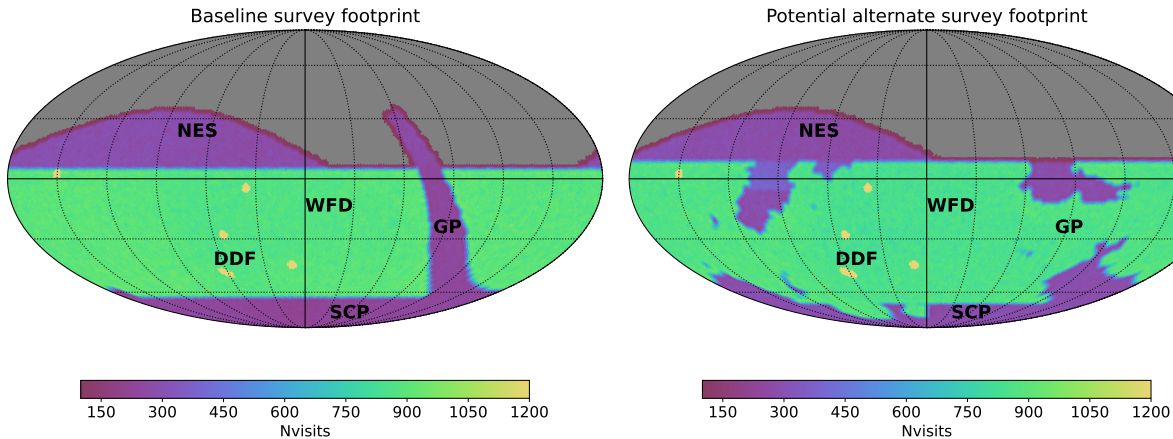 Baseline survey footprint
NES
WFD
GP
DDF
SCP
150 300 450 600 750 900 1050 1200
Nvisits
Potential alternate survey footprint
NES
WFD
GP
DDF
SCP
150 300 450 600 750 900 1050 1200
Nvisits